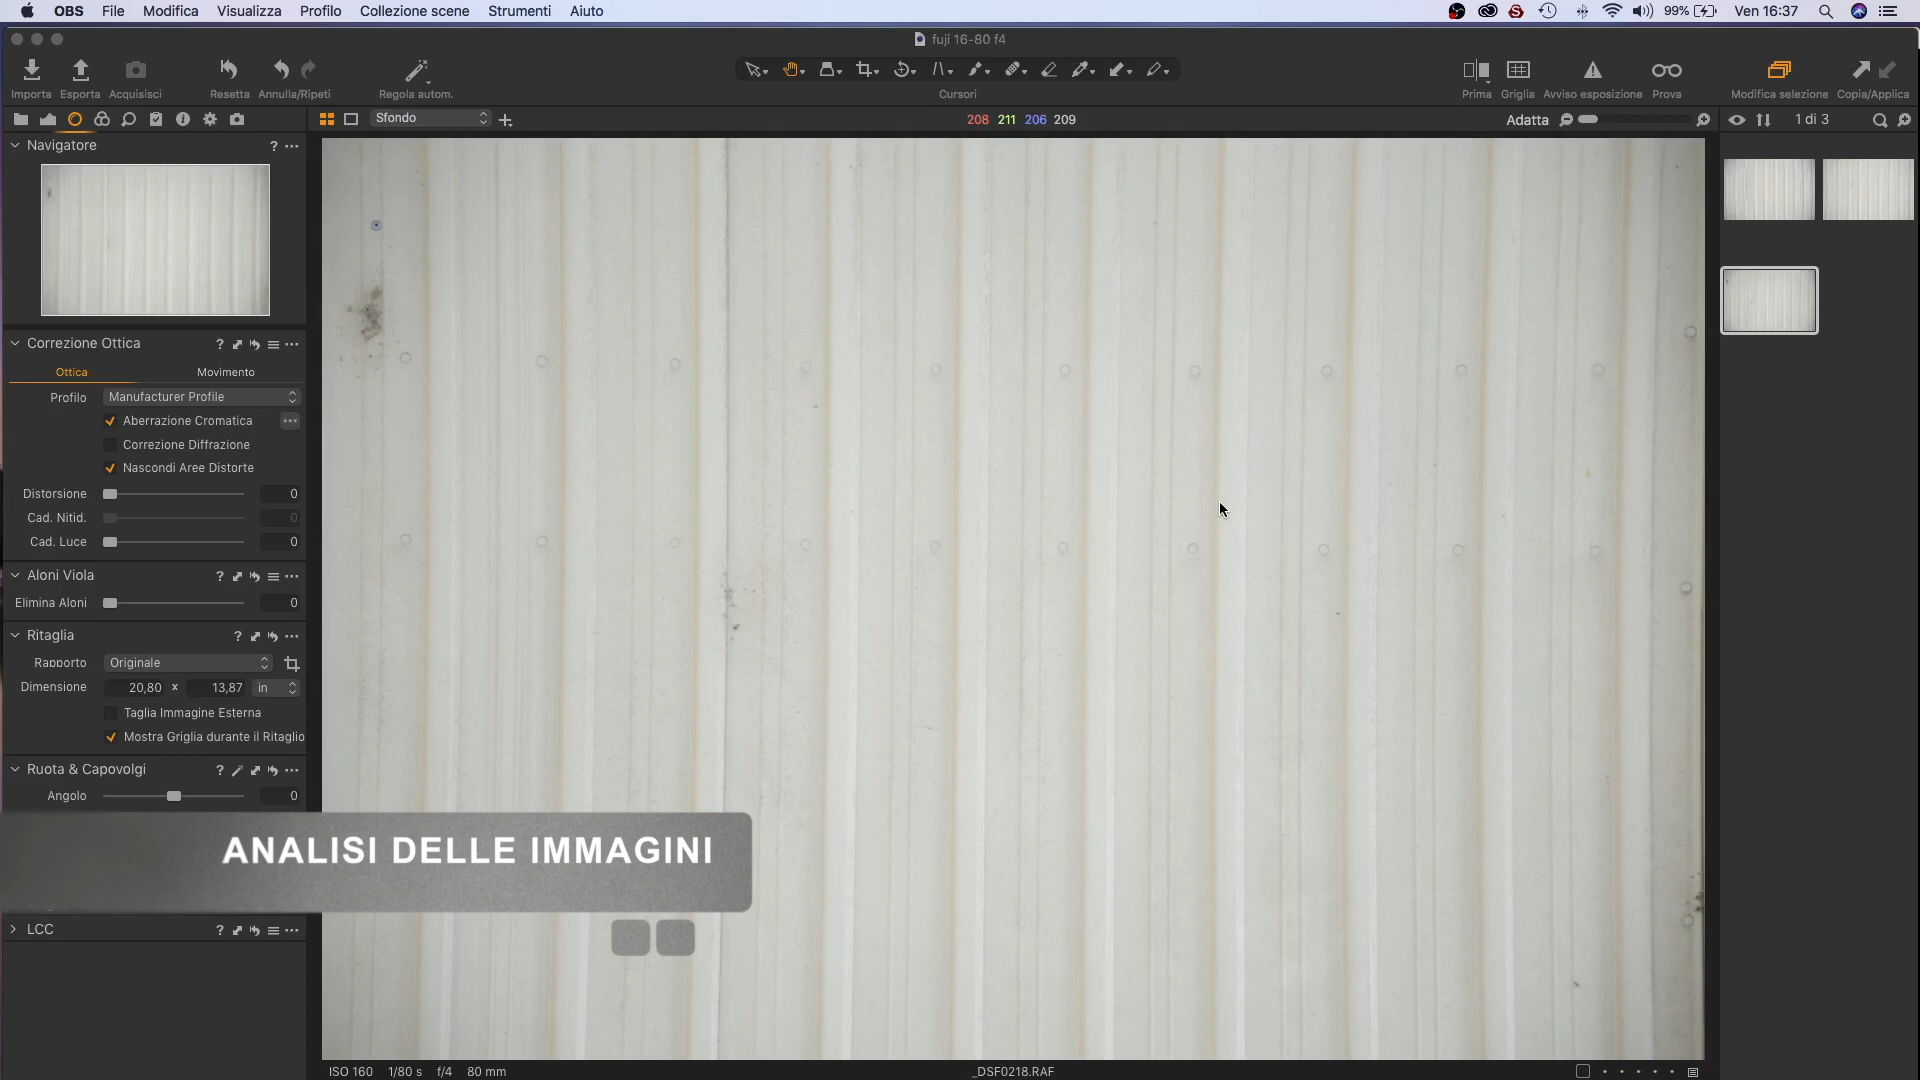 OBS File Modifica Visualizza Profilo Collezione scene Strumenti Aiuto 99% Ven 16:37
fuji 16-80 f4
Importa Esporta Acquisisci Resetta Annulla/Ripeti Regola autom. Cursori Prima Griglia Avviso esposizione Prova Modifica selezione Copia/Applica
Sfondo 208 211 206 209 Adatta 1 di 3
Navigatore ? ...
Correzione Ottica ? ...
Ottica Movimento
Profilo Manufacturer Profile
Aberrazione Cromatica ...
Correzione Diffrazione
Nascondi Aree Distorte
Distorsione 0
Cad. Nitid. 0
Cad. Luce 0
Aloni Viola ? ...
Elimina Aloni 0
Ritaglia ? ...
Rapporto Originale
Dimensione 20,80 x 13,87 in
Taglia Immagine Esterna
Mostra Griglia durante il Ritaglio
Ruota & Capovolgi ? ...
Angolo 0
ANALISI DELLE IMMAGINI
LCC ? ...
ISO 160 1/80 s f/4 80 mm _DSF0218.RAF